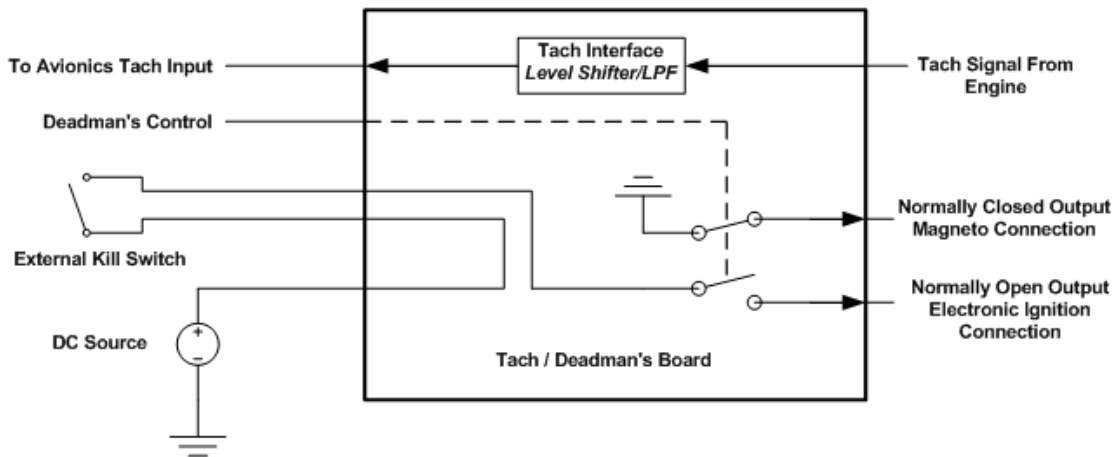 To Avionics Tach Input
Tach Interface
Level Shifter/LPF
Tach Signal From
Engine
Deadman's Control
External Kill Switch
Normally Closed Output
Magneto Connection
Normally Open Output
Electronic Ignition
Connection
DC Source
+
−
Tach / Deadman's Board